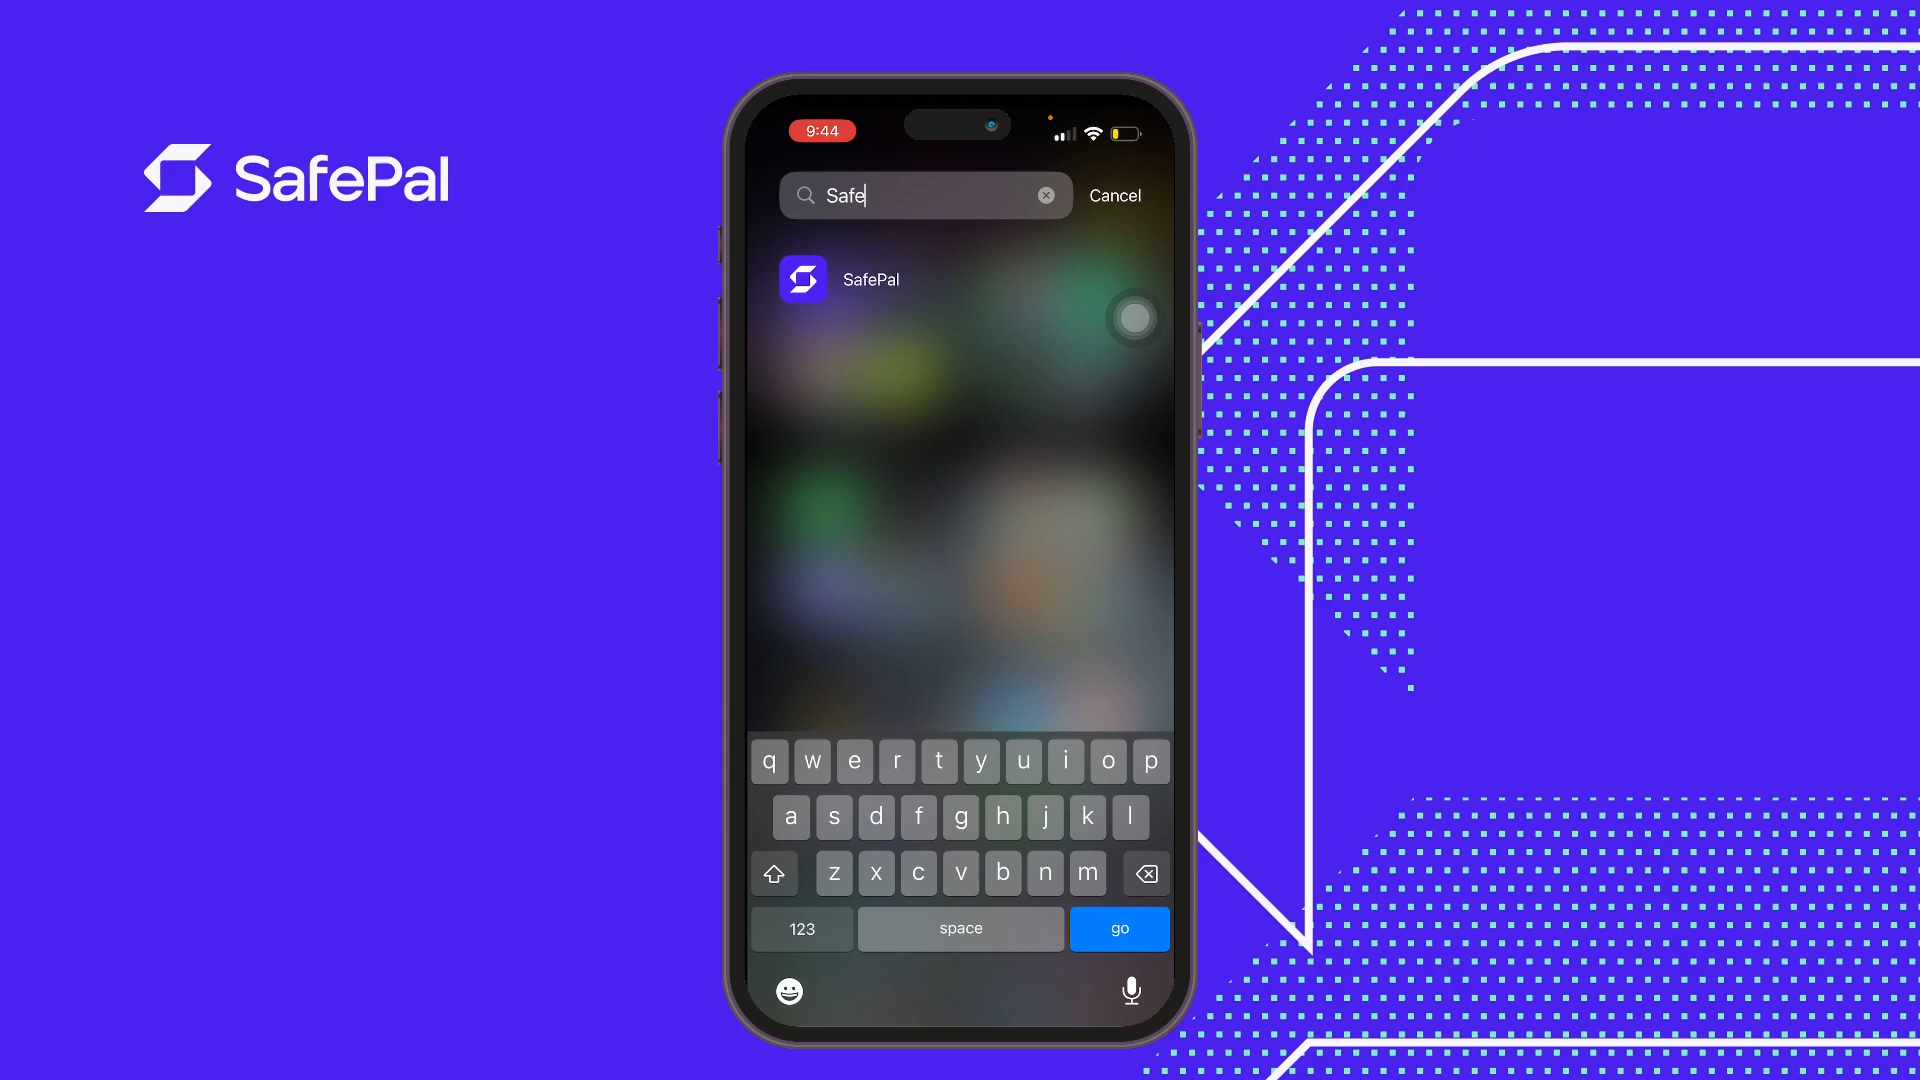 SafePal
9:44
Safe
Cancel
SafePal
q w e r t y u i o p
a s d f g h j k l
z x c v b n m
123 space go